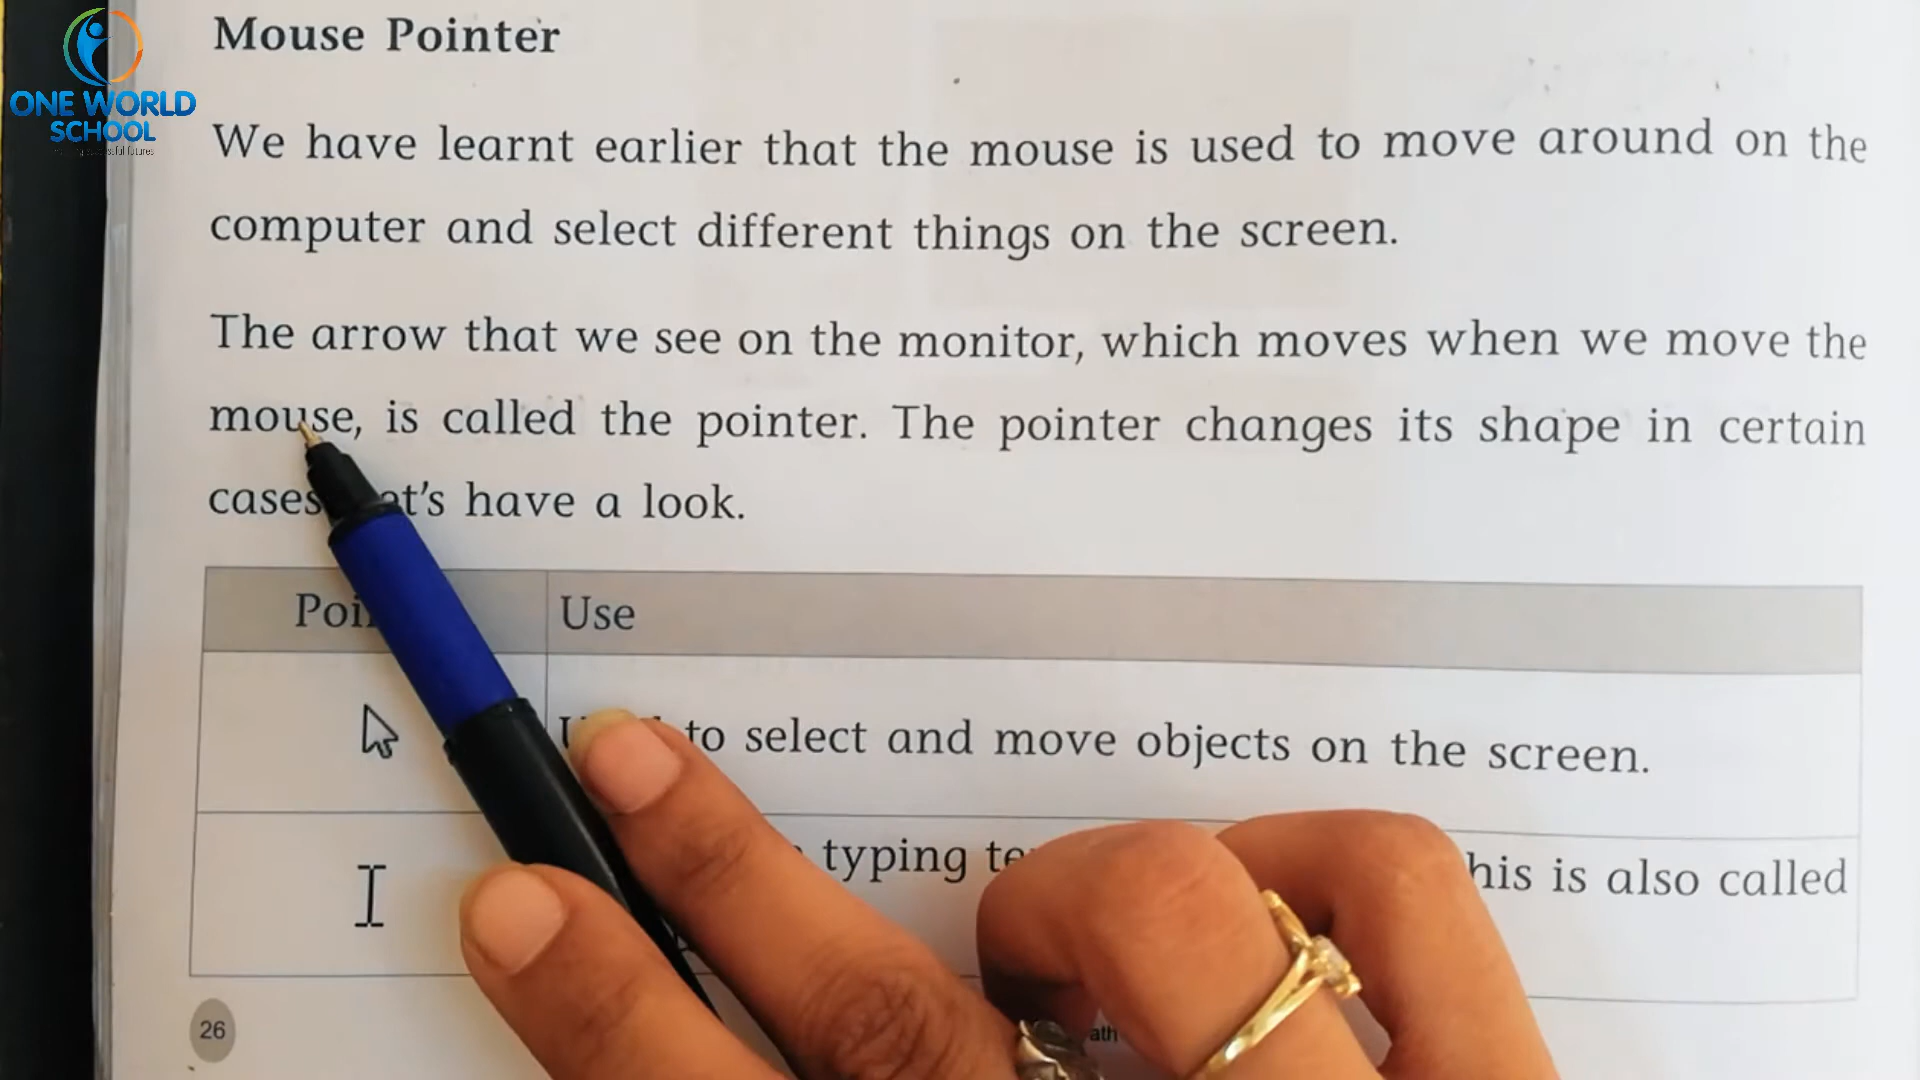 ONE WORLD
SCHOOL
Mouse Pointer
We have learnt earlier that the mouse is used to move around on the
computer and select different things on the screen.
The arrow that we see on the monitor, which moves when we move the
mouse, is called the pointer. The pointer changes its shape in certain
cases. Let's have a look.
Use
to select and move objects on the screen.
typing
is also called
26